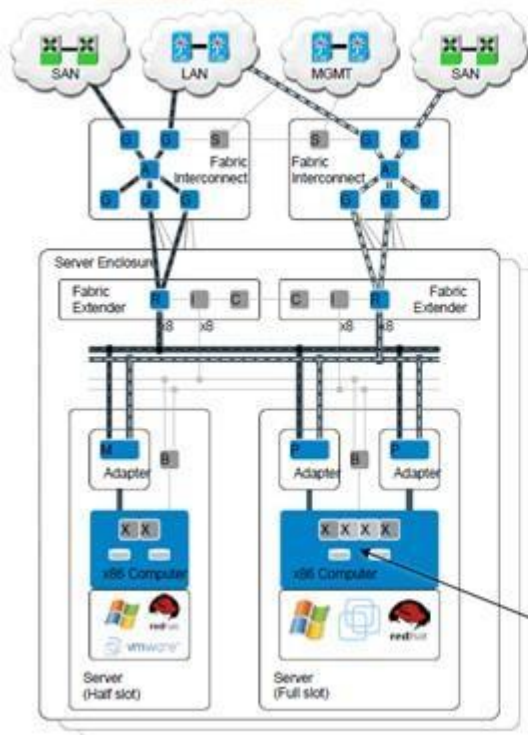 SAN
LAN
MGMT
SAN
G
G
S
S
G
G
A
Fabric
Interconnect
Fabric
Interconnect
A
G
G
G
G
G
G
Server Enclosure
Fabric
Extender
R
I
C
C
I
R
Fabric
Extender
x8
x8
x8
x8
M
Adapter
B
P
Adapter
B
P
Adapter
X X
x86 Computer
X X X X
x86 Computer
redhat
vmware
redhat
Server
(Half slot)
Server
(Full slot)